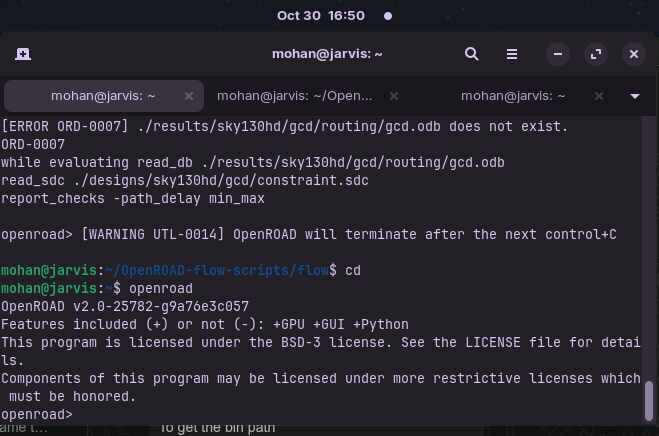 Oct 30 16:50
mohan@jarvis: ~
mohan@jarvis: ~
mohan@jarvis: ~/Open...
mohan@jarvis: ~
[ERROR ORD-0007] ./results/sky130hd/gcd/routing/gcd.odb does not exist.
ORD-0007
while evaluating read_db ./results/sky130hd/gcd/routing/gcd.odb
read_sdc ./designs/sky130hd/gcd/constraint.sdc
report_checks -path_delay min_max
openroad> [WARNING UTL-0014] OpenROAD will terminate after the next control+C
mohan@jarvis:~/OpenROAD-flow-scripts/flow$ cd
mohan@jarvis:~$ openroad
OpenROAD v2.0-25782-g9a76e3c057
Features included (+) or not (-): +GPU +GUI +Python
This program is licensed under the BSD-3 license. See the LICENSE file for detai
ls.
Components of this program may be licensed under more restrictive licenses which
must be honored.
openroad>
ame t...
To get the bin path